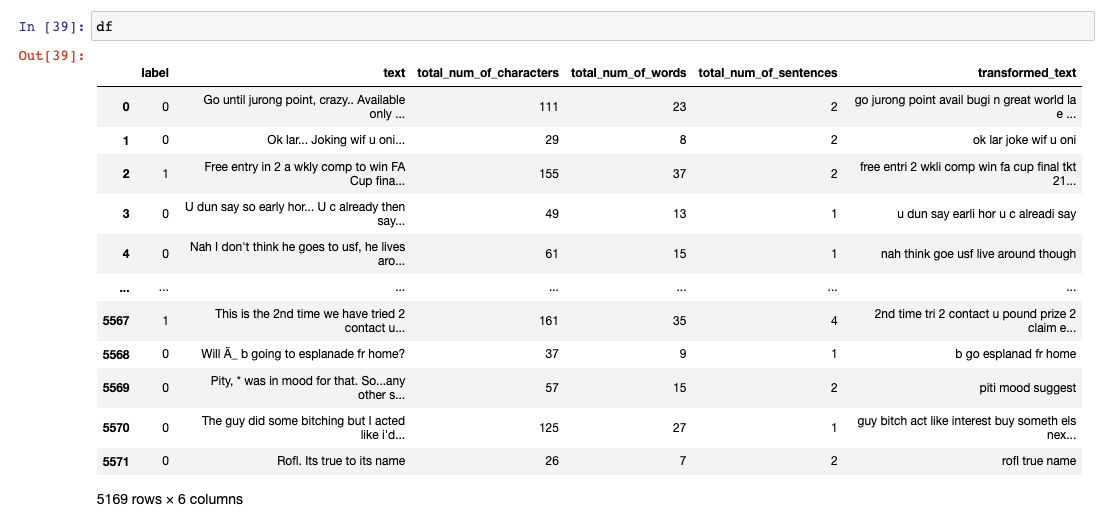 In [39]: df
Out[39]:
label text total_num_of_characters total_num_of_words total_num_of_sentences transformed_text
0 0 Go until jurong point, crazy.. Available only ... 111 23 2 go jurong point avail bugi n great world la e ...
1 0 Ok lar... Joking wif u oni... 29 8 2 ok lar joke wif u oni
2 1 Free entry in 2 a wkly comp to win FA Cup fina... 155 37 2 free entri 2 wkli comp win fa cup final tkt 21...
3 0 U dun say so early hor... U c already then say... 49 13 1 u dun say earli hor u c alreadi say
4 0 Nah I don't think he goes to usf, he lives aro... 61 15 1 nah think goe usf live around though
... ... ... ... ... ... ...
5567 1 This is the 2nd time we have tried 2 contact u... 161 35 4 2nd time tri 2 contact u pound prize 2 claim e...
5568 0 Will Ã_ b going to esplanade fr home? 37 9 1 b go esplanad fr home
5569 0 Pity, * was in mood for that. So...any other s... 57 15 2 piti mood suggest
5570 0 The guy did some bitching but I acted like i'd... 125 27 1 guy bitch act like interest buy someth els nex...
5571 0 Rofl. Its true to its name 26 7 2 rofl true name
5169 rows × 6 columns